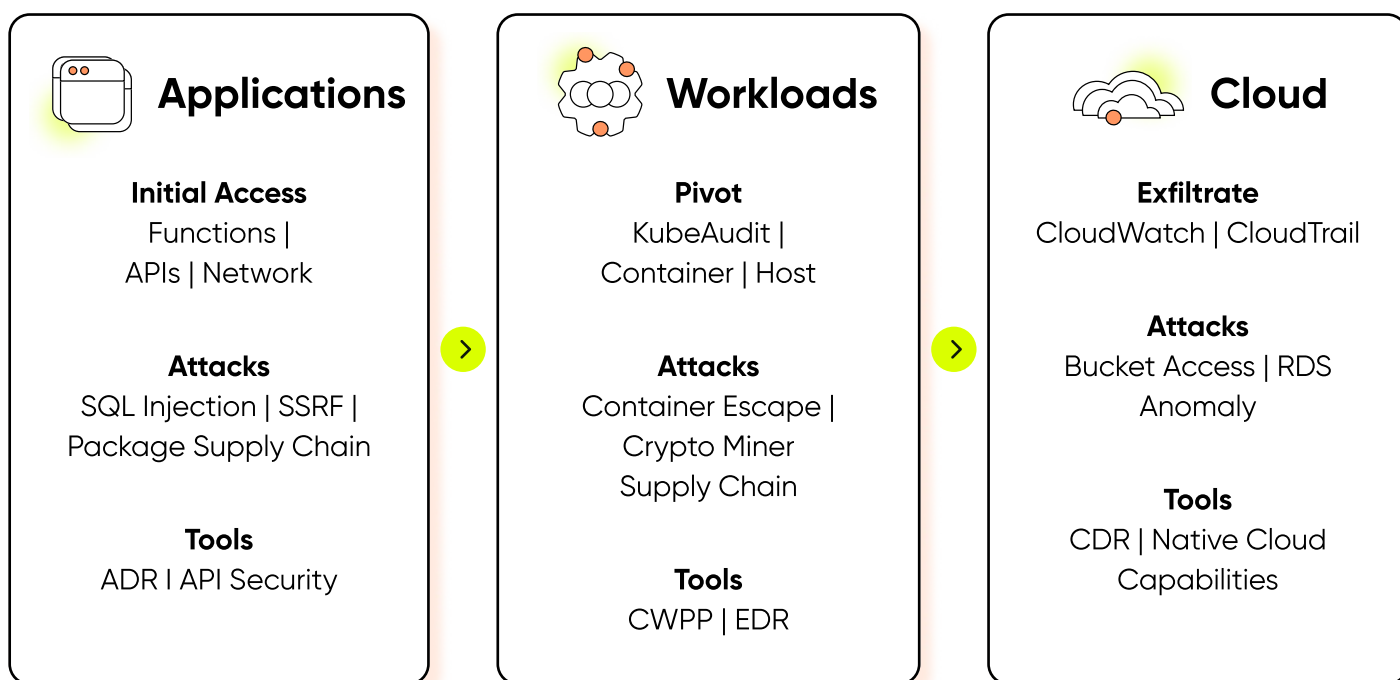 Applications
Initial Access
Functions |
APIs | Network
Attacks
SQL Injection | SSRF |
Package Supply Chain
Tools
ADR I API Security
Workloads
Pivot
KubeAudit |
Container | Host
Attacks
Container Escape |
Crypto Miner
Supply Chain
Tools
CWPP | EDR
Cloud
Exfiltrate
CloudWatch | CloudTrail
Attacks
Bucket Access | RDS
Anomaly
Tools
CDR | Native Cloud
Capabilities